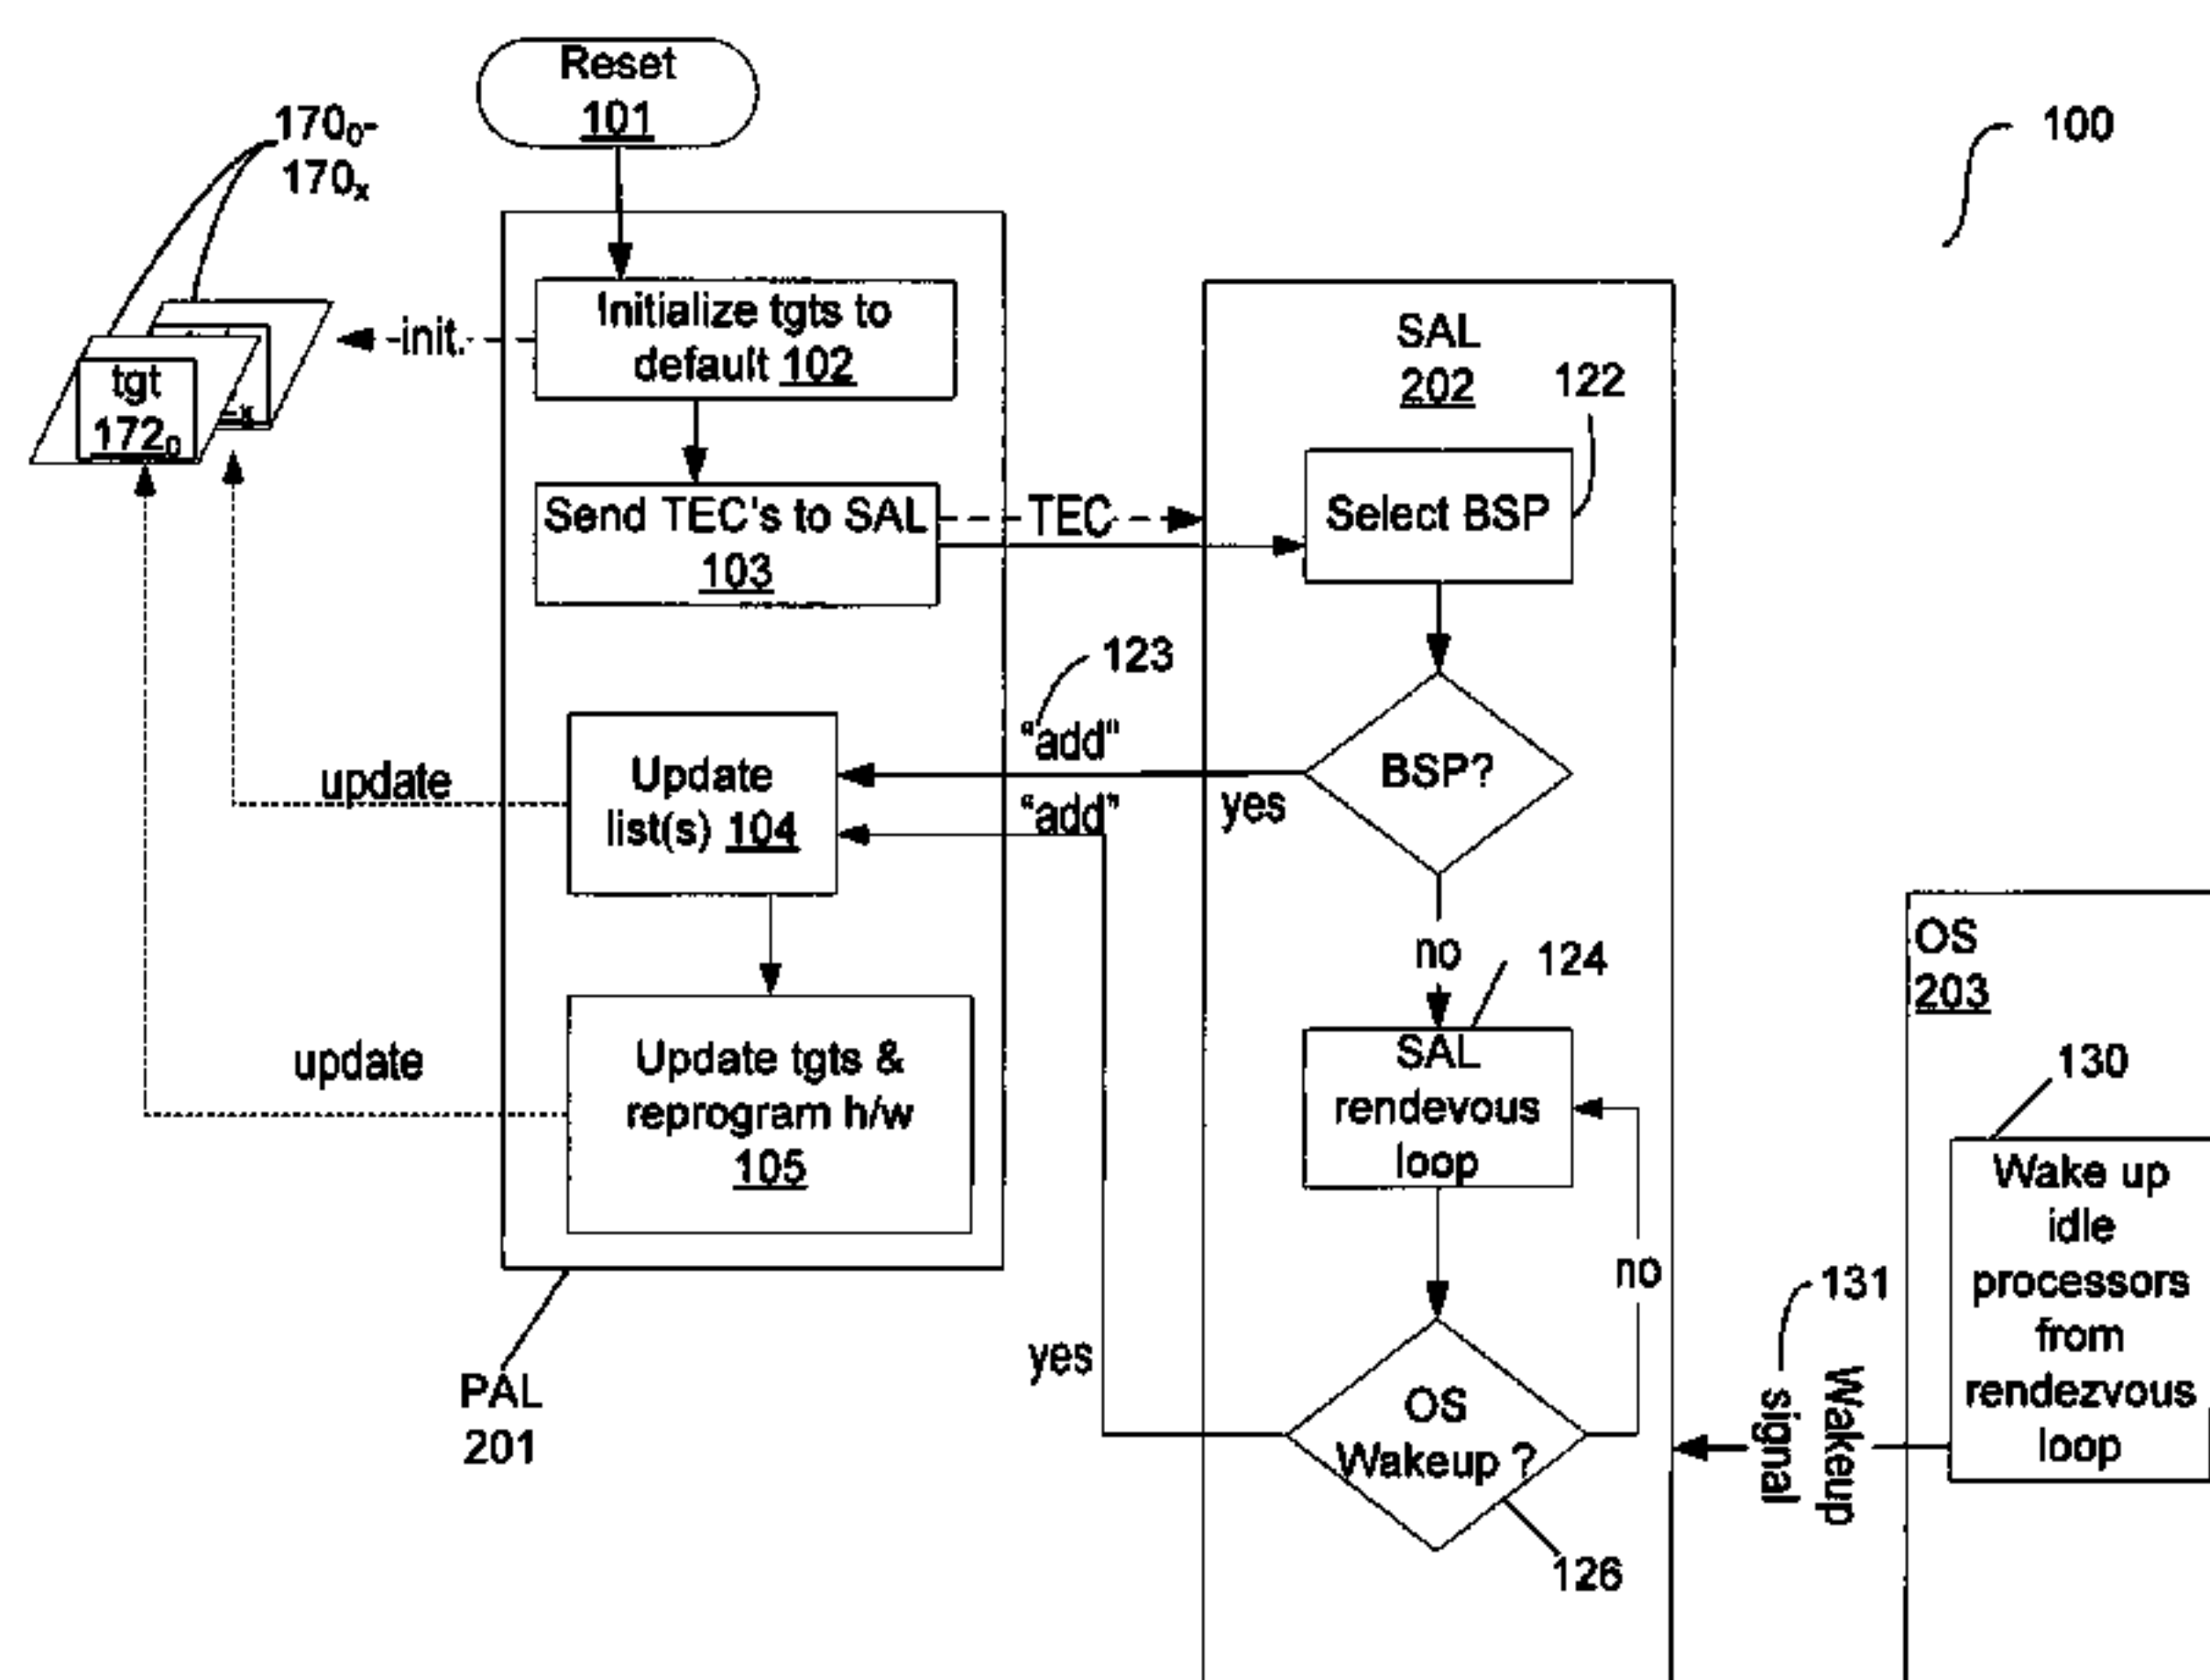 Reset
101
170₀-
170ₓ
100
Initialize tgts to
default 102
-init.-
tgt
172₀
-x
SAL
202
122
Send TEC's to SAL
103
TEC
Select BSP
123
"add"
BSP?
yes
"add"
Update
list(s) 104
update
no
124
OS
203
SAL
rendevous
loop
130
Update tgts &
reprogram h/w
105
update
Wake up
idle
processors
from
rendezvous
loop
no
131
Wakeup
signal
yes
OS
Wakeup ?
PAL
201
126